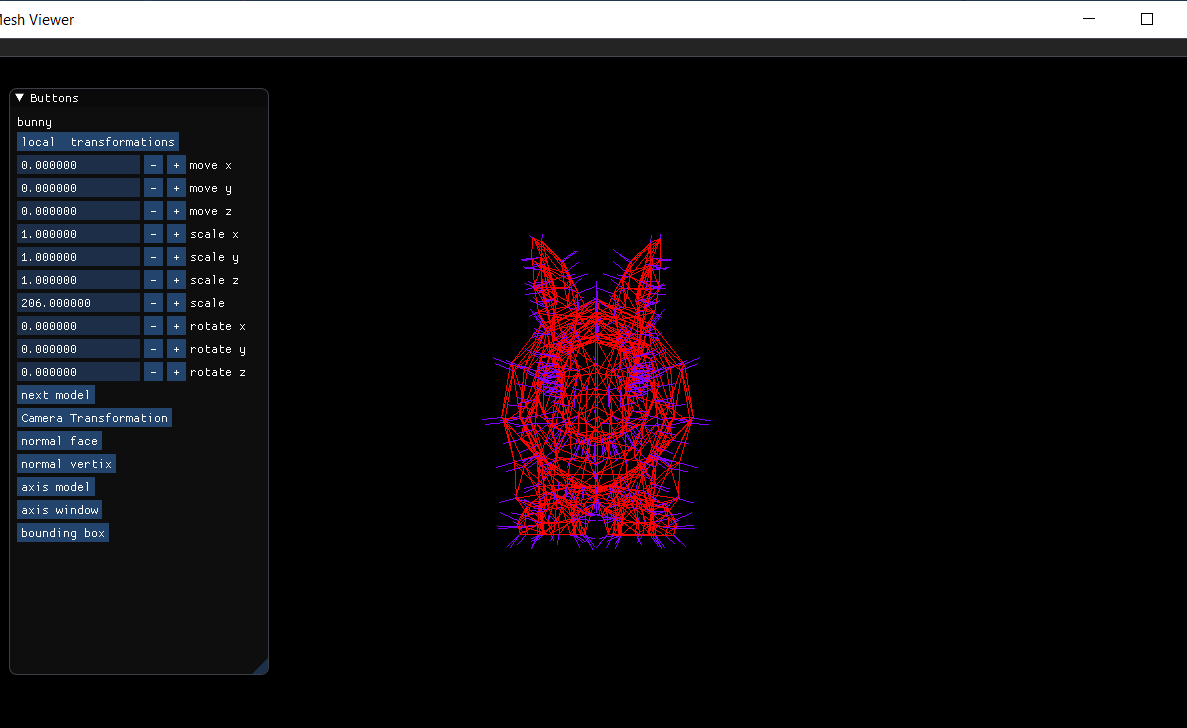 Mesh Viewer
Buttons
bunny
local  transformations
0.000000 - + move x
0.000000 - + move y
0.000000 - + move z
1.000000 - + scale x
1.000000 - + scale y
1.000000 - + scale z
206.000000 - + scale
0.000000 - + rotate x
0.000000 - + rotate y
0.000000 - + rotate z
next model
Camera Transformation
normal face
normal vertix
axis model
axis window
bounding box